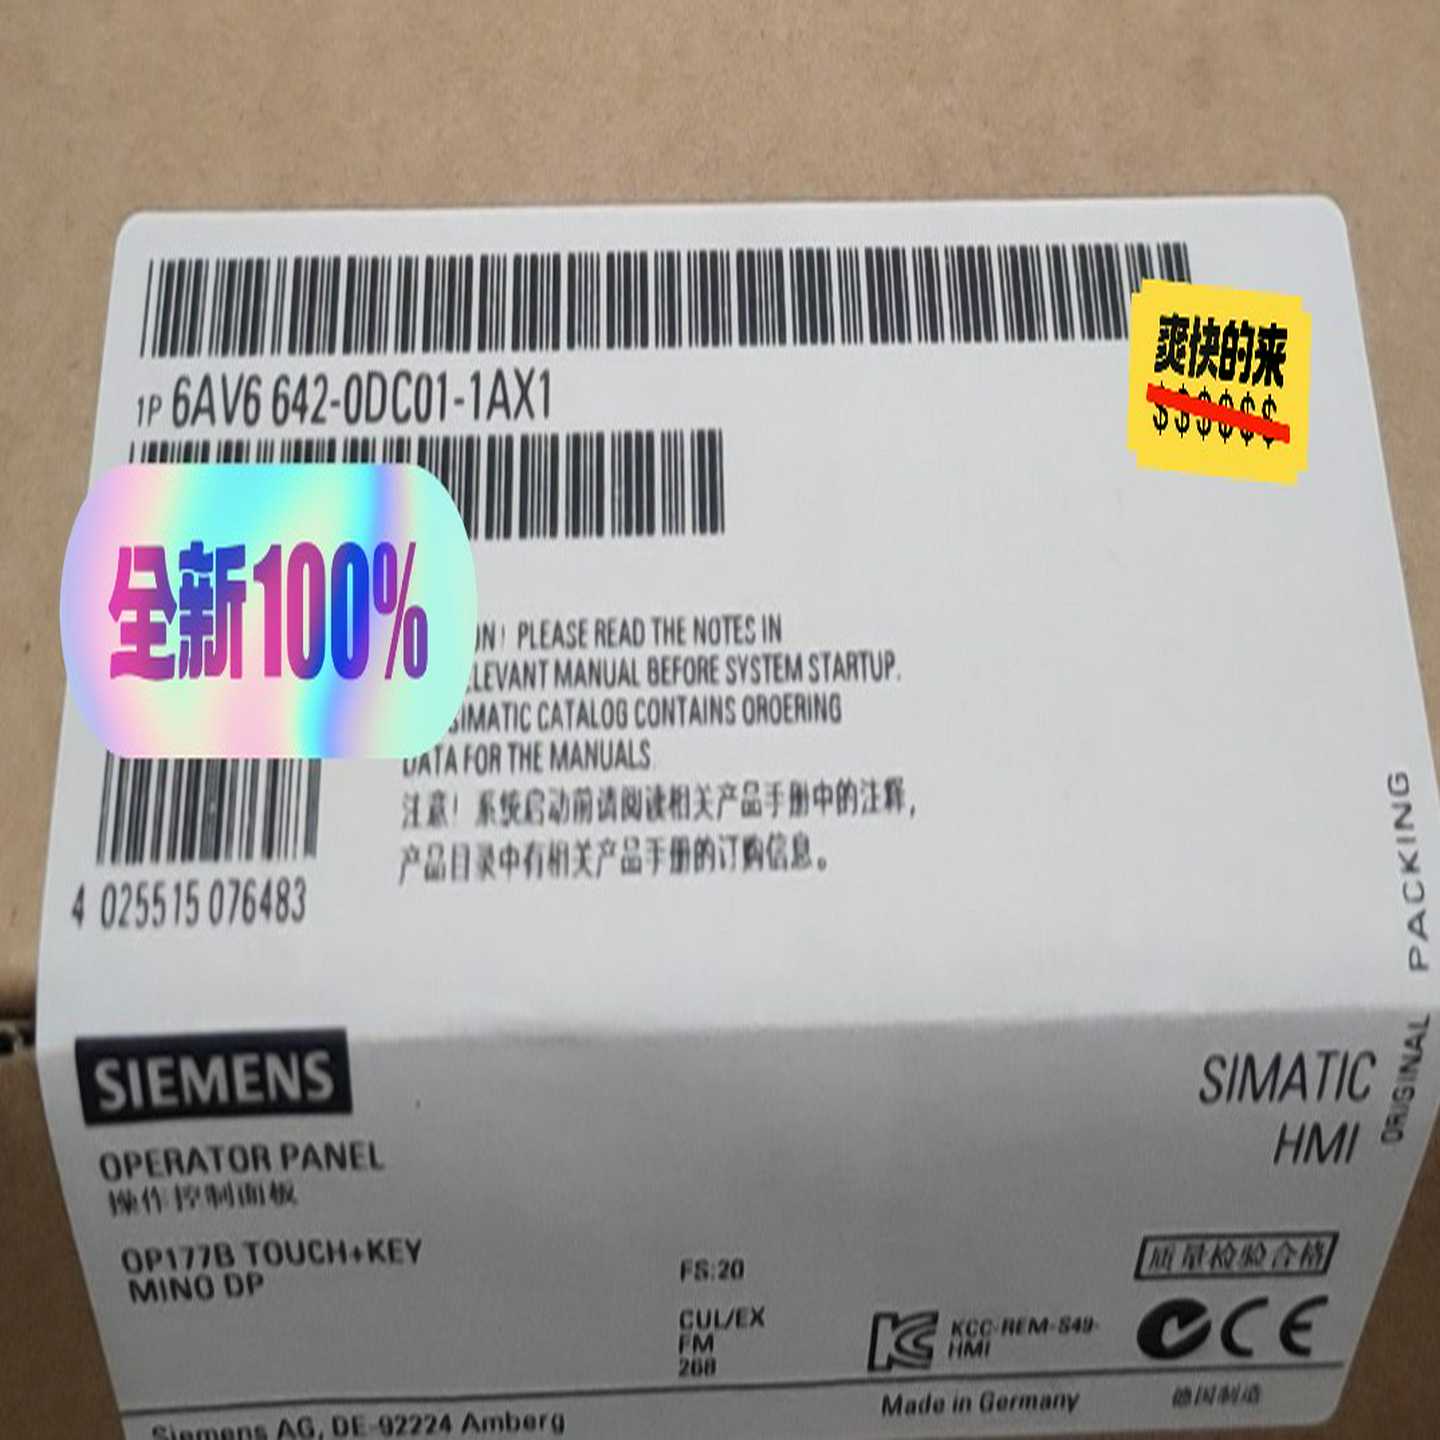 1P 6AV6 642-0DC01-1AX1
爽快的来
$$$$$$
全新100%
ON! PLEASE READ THE NOTES IN
LEVANT MANUAL BEFORE SYSTEM STARTUP.
SIMATIC CATALOG CONTAINS OROERING
DATA FOR THE MANUALS
注意！系统启动前请阅读相关产品手册中的注释，
产品目录中有相关产品手册的订购信息。
4 025515 076483
ORIGINAL PACKING
SIEMENS
SIMATIC
HMI
OPERATOR PANEL
操作控制面板
OP177B TOUCH+KEY
MINO DP
FS:20
CUL/EX
FM
268
质量检验合格
KCC-REM-S49-
HMI
CE
Made in Germany
德国制造
Siemens AG, DE-92224 Amberg